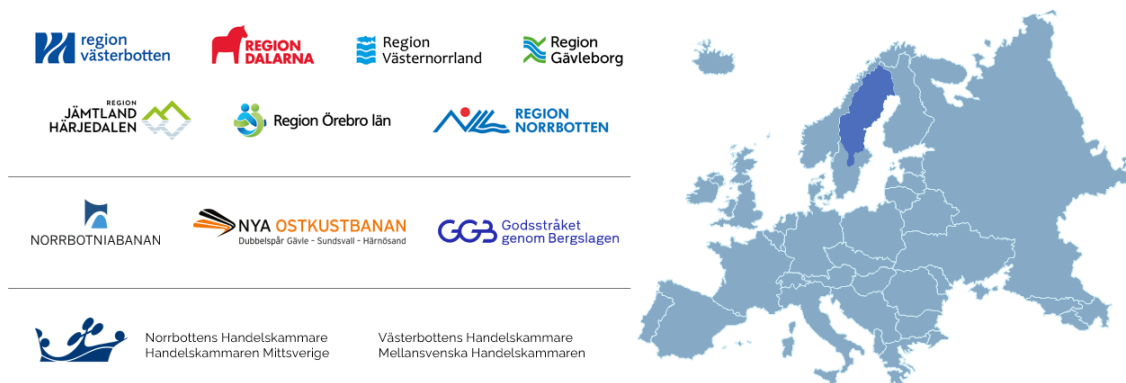 region
västerbotten
REGION
DALARNA
Region
Västernorrland
Region
Gävleborg
REGION
JÄMTLAND
HÄRJEDALEN
Region Örebro län
REGION
NORRBOTTEN
NORRBOTNIABANAN
NYA OSTKUSTBANAN
Dubbelspår Gävle - Sundsvall - Härnösand
GGB
Godsstråket
genom Bergslagen
Norrbottens Handelskammare
Handelskammaren Mittsverige
Västerbottens Handelskammare
Mellansvenska Handelskammaren